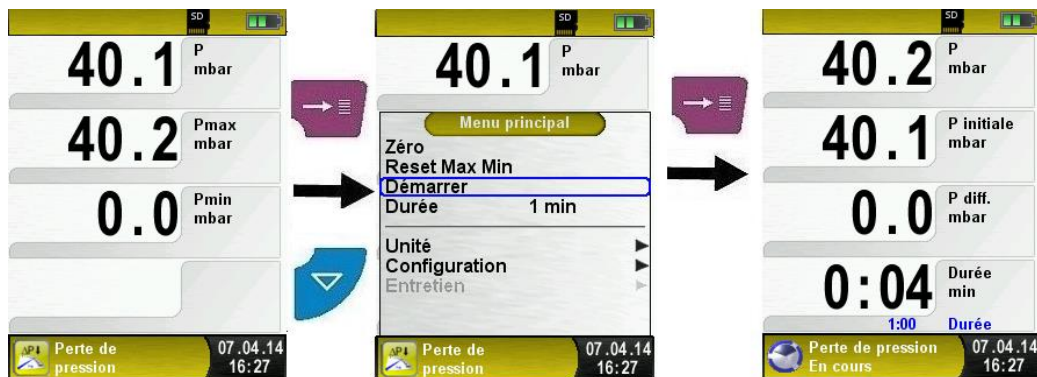 SD
40.1 P mbar
40.2 Pmax mbar
0.0 Pmin mbar
Perte de pression
07.04.14
16:27
SD
40.1 P mbar
Menu principal
Zéro
Reset Max Min
Démarrer
Durée 1 min
Unité
Configuration
Entretien
Perte de pression
07.04.14
16:27
SD
40.2 P mbar
40.1 P initiale mbar
0.0 P diff. mbar
0:04 Durée min
1:00 Durée
Perte de pression
En cours
07.04.14
16:27